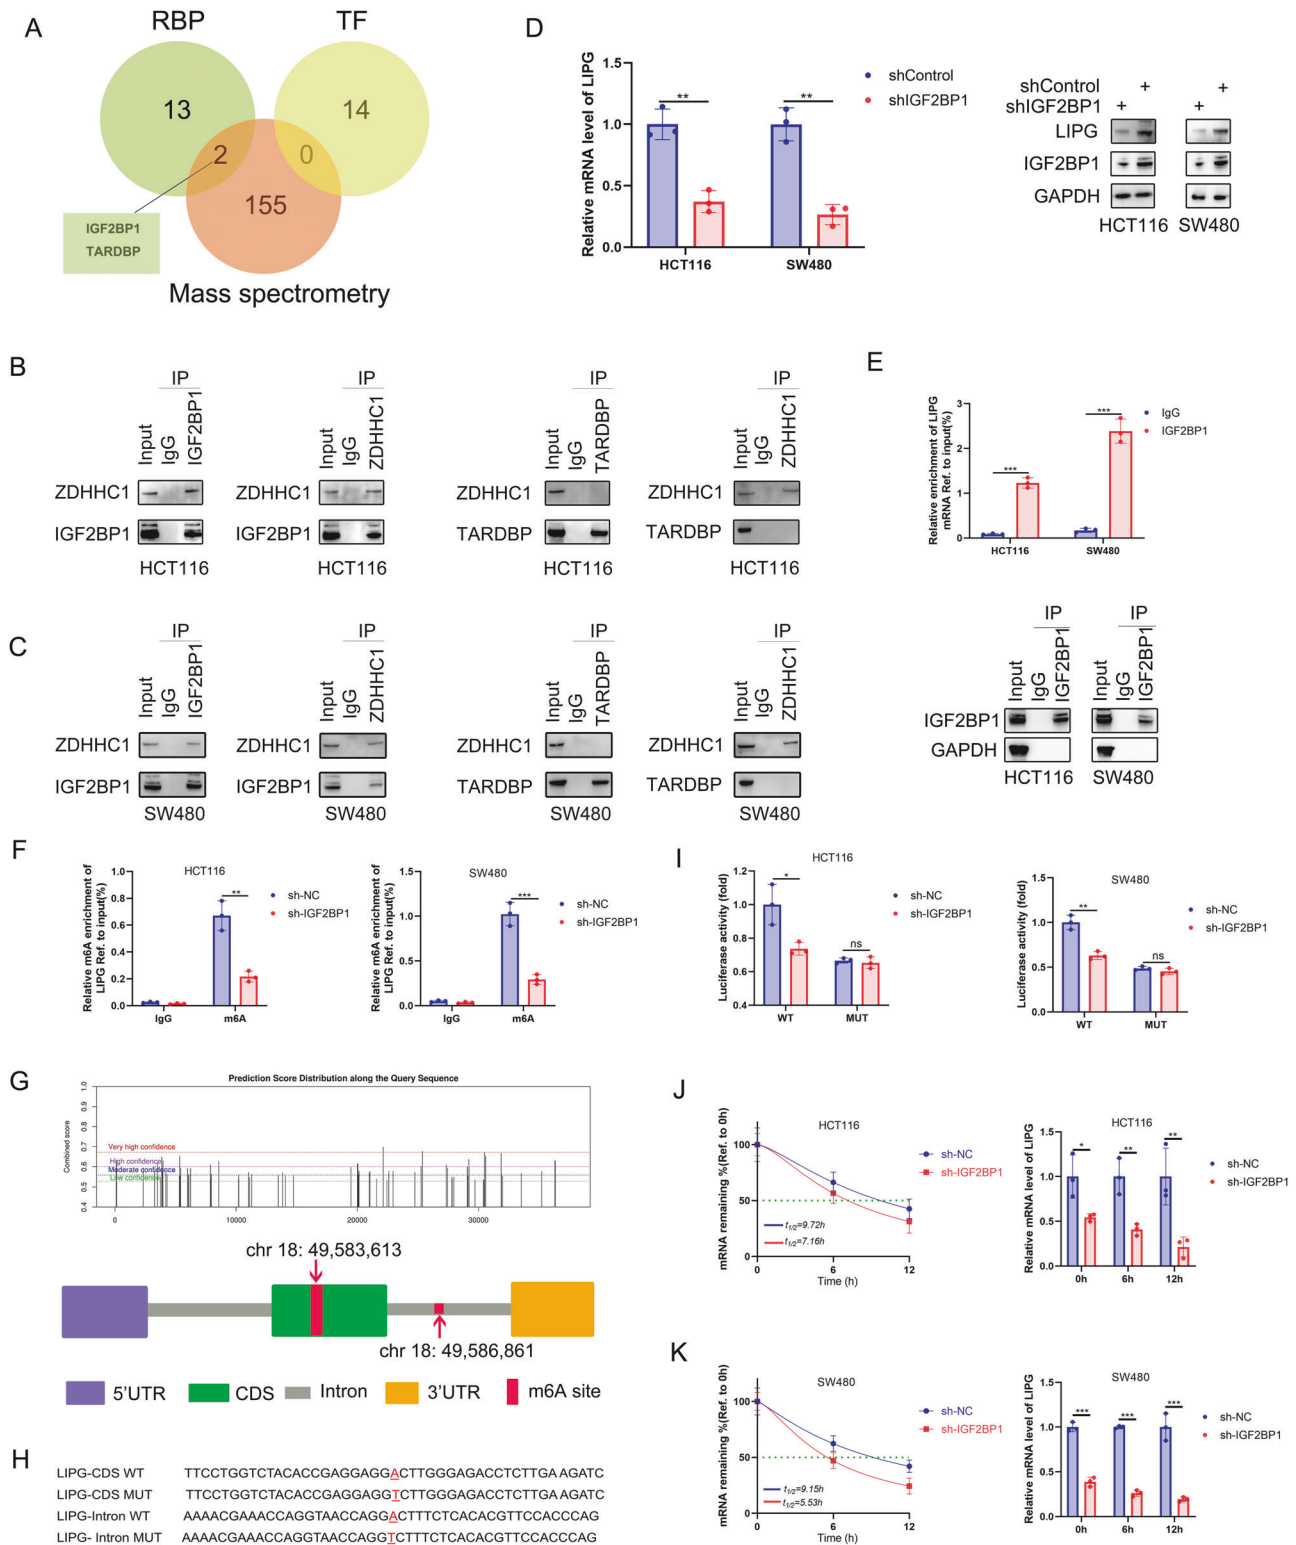 A
RBP
TF
13
14
2
0
155
IGF2BP1
TARDBP
Mass spectrometry
D
Relative mRNA level of LIPG
1.5
1.0
0.5
0.0
**
**
HCT116
SW480
shControl
shIGF2BP1
shControl + +
shIGF2BP1 + +
LIPG
IGF2BP1
GAPDH
HCT116 SW480
B
IP
Input
IgG
IGF2BP1
ZDHHC1
IGF2BP1
HCT116
IP
Input
IgG
ZDHHC1
ZDHHC1
IGF2BP1
HCT116
IP
Input
IgG
TARDBP
ZDHHC1
TARDBP
HCT116
IP
Input
IgG
ZDHHC1
ZDHHC1
TARDBP
HCT116
E
Relative enrichment of LIPG
mRNA Ref. to input(%)
3
2
1
0
***
***
HCT116
SW480
IgG
IGF2BP1
IP
IP
Input
IgG
IGF2BP1
Input
IgG
IGF2BP1
IGF2BP1
GAPDH
HCT116 SW480
C
IP
Input
IgG
IGF2BP1
ZDHHC1
IGF2BP1
SW480
IP
Input
IgG
ZDHHC1
ZDHHC1
IGF2BP1
SW480
IP
Input
IgG
TARDBP
ZDHHC1
TARDBP
SW480
IP
Input
IgG
ZDHHC1
ZDHHC1
TARDBP
SW480
F
Relative m6A enrichment of
LIPG Ref. to input(%)
HCT116
1.0
0.8
0.6
0.4
0.2
0.0
**
IgG
m6A
sh-NC
sh-IGF2BP1
Relative m6A enrichment of
LIPG Ref. to input(%)
SW480
1.5
1.0
0.5
0.0
***
IgG
m6A
sh-NC
sh-IGF2BP1
I
Luciferase activity (fold)
HCT116
1.2
1.0
0.8
0.6
0.4
*
ns
WT
MUT
sh-NC
sh-IGF2BP1
Luciferase activity (fold)
SW480
1.5
1.0
0.5
0.0
**
ns
WT
MUT
sh-NC
sh-IGF2BP1
G
Prediction Score Distribution along the Query Sequence
Combined score
1.0
0.9
0.8
0.7
0.6
0.5
0.4
Very high confidence
High confidence
Moderate confidence
Low confidence
0
10000
20000
30000
chr 18: 49,583,613
chr 18: 49,586,861
5'UTR
CDS
Intron
3'UTR
m6A site
H
LIPG-CDS WT TTCCTGGTCTACACCGAGGAGGACTTGGGAGACCTCTTGAAGATC
LIPG-CDS MUT TTCCTGGTCTACACCGAGGAGGTCTTGGGAGACCTCTTGAAGATC
LIPG-Intron WT AAAACGAAACCAGGTAACCAGGACTTTCTCACACGTTCCACCCAG
LIPG- Intron MUT AAAACGAAACCAGGTAACCAGGTCTTTCTCACACGTTCCACCCAG
J
mRNA remaining %(Ref. to 0h)
HCT116
100
50
0
t1/2=9.72h
t1/2=7.16h
0
6
12
Time (h)
sh-NC
sh-IGF2BP1
Relative mRNA level of LIPG
HCT116
1.5
1.0
0.5
0.0
*
**
**
0h
6h
12h
sh-NC
sh-IGF2BP1
K
mRNA remaining %(Ref. to 0h)
SW480
100
50
0
t1/2=9.15h
t1/2=5.53h
0
6
12
Time (h)
sh-NC
sh-IGF2BP1
Relative mRNA level of LIPG
SW480
1.5
1.0
0.5
0.0
***
***
***
0h
6h
12h
sh-NC
sh-IGF2BP1